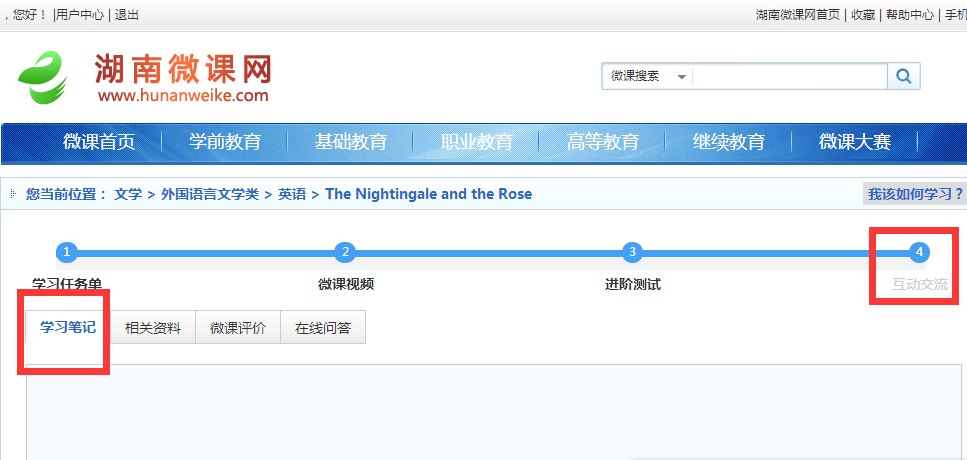 ，您好！ |用户中心 | 退出
湖南微课网首页 | 收藏 | 帮助中心 | 手机
湖南微课网
www.hunanweike.com
微课搜索
微课首页 学前教育 基础教育 职业教育 高等教育 继续教育 微课大赛
您当前位置： 文学 > 外国语言文学类 > 英语 > The Nightingale and the Rose
我该如何学习？
1 2 3 4
学习任务单 微课视频 进阶测试 互动交流
学习笔记 相关资料 微课评价 在线问答